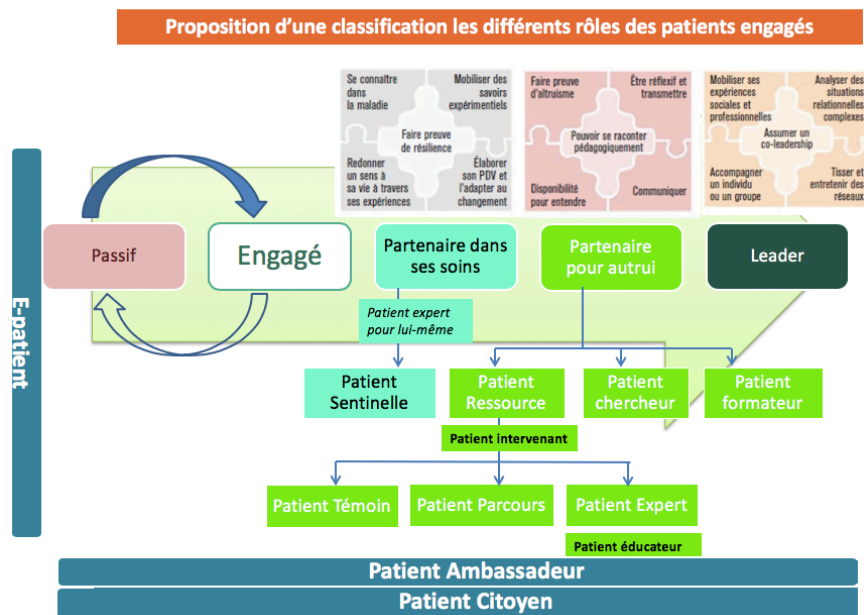 Proposition d'une classification les différents rôles des patients engagés
Se connaître
dans
la maladie
Mobiliser des
savoirs
expérimentiels
Faire preuve
de résilience
Redonner
un sens à
sa vie à travers
ses expériences
Élaborer
son PDV et
l'adapter au
changement
Faire preuve
d'altruisme
Être réflexif et
transmettre
Pouvoir se raconter
pédagogiquement
Disponibilité
pour entendre
Communiquer
Mobiliser ses
expériences
sociales et
professionnelles
Analyser des
situations
relationnelles
complexes
Assumer un
co-leadership
Accompagner
un individu
ou un groupe
Tisser et
entretenir des
réseaux
E-patient
Passif
Engagé
Partenaire dans
ses soins
Partenaire
pour autrui
Leader
Patient expert
pour lui-même
Patient
Sentinelle
Patient
Ressource
Patient
chercheur
Patient
formateur
Patient intervenant
Patient Témoin
Patient Parcours
Patient Expert
Patient éducateur
Patient Ambassadeur
Patient Citoyen